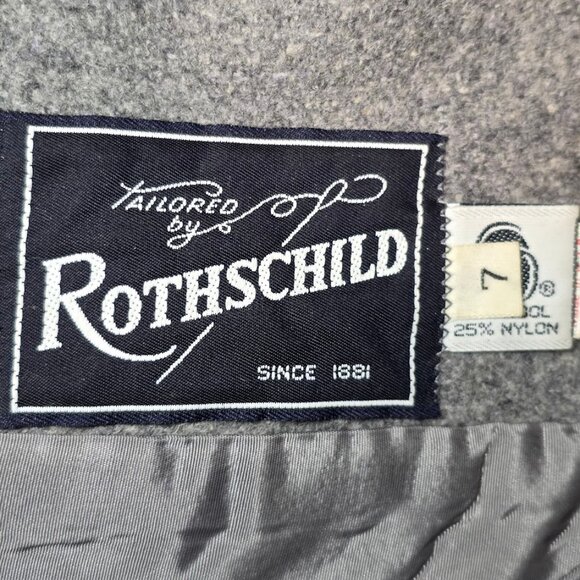 TAILORED
by
ROTHSCHILD
SINCE 1881
7
®
25% NYLON